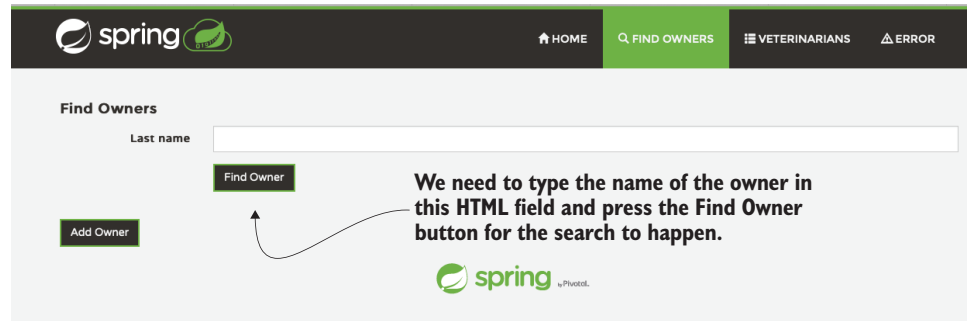 spring
HOME
FIND OWNERS
VETERINARIANS
ERROR
Find Owners
Last name
Find Owner
We need to type the name of the owner in
this HTML field and press the Find Owner
button for the search to happen.
Add Owner
spring by Pivotal.